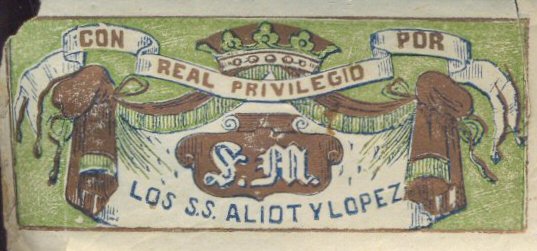 CON REAL PRIVILEGIO POR
S.M.
LOS S.S. ALIOT Y LOPEZ